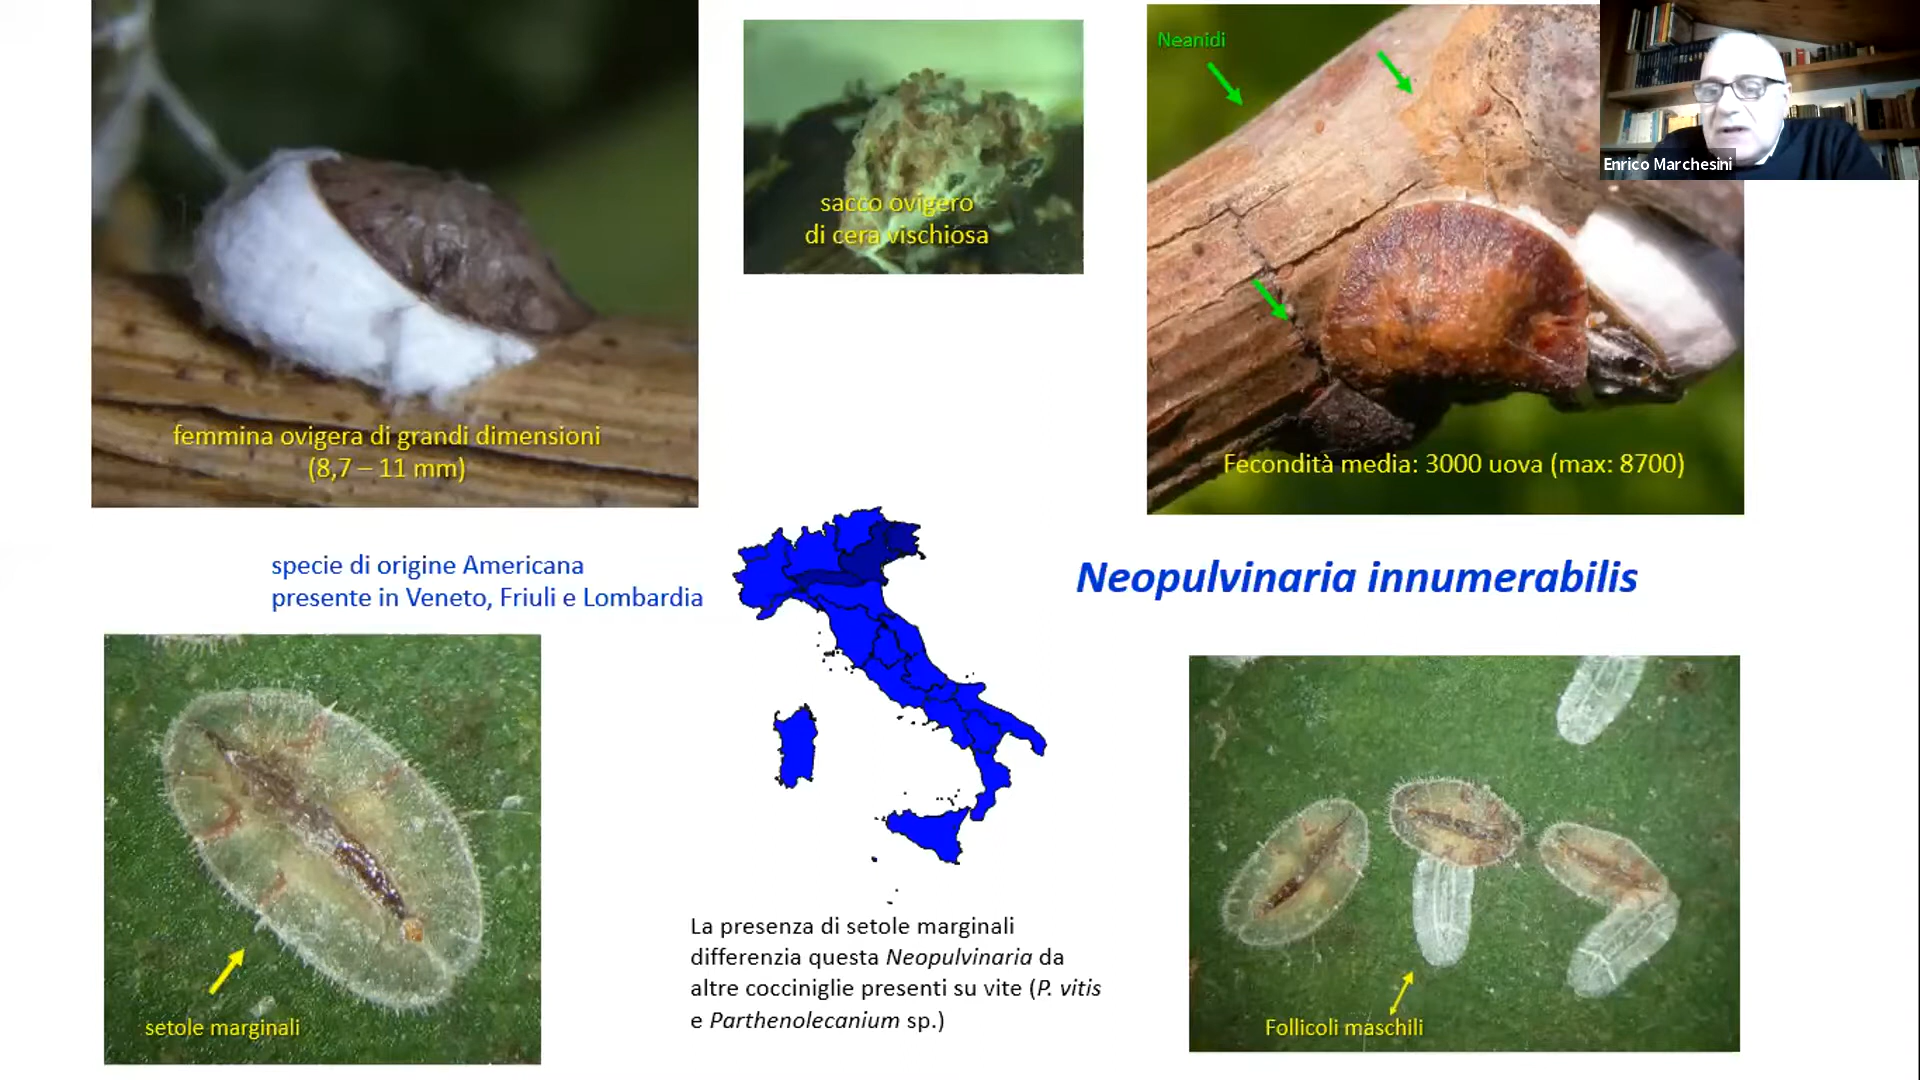 Neanidi
Enrico Marchesini
sacco ovigero
di cera vischiosa
femmina ovigera di grandi dimensioni
(8,7 – 11 mm)
Fecondità media: 3000 uova (max: 8700)
specie di origine Americana
presente in Veneto, Friuli e Lombardia
Neopulvinaria innumerabilis
La presenza di setole marginali
differenzia questa Neopulvinaria da
altre cocciniglie presenti su vite (P. vitis
e Parthenolecanium sp.)
setole marginali
Follicoli maschili